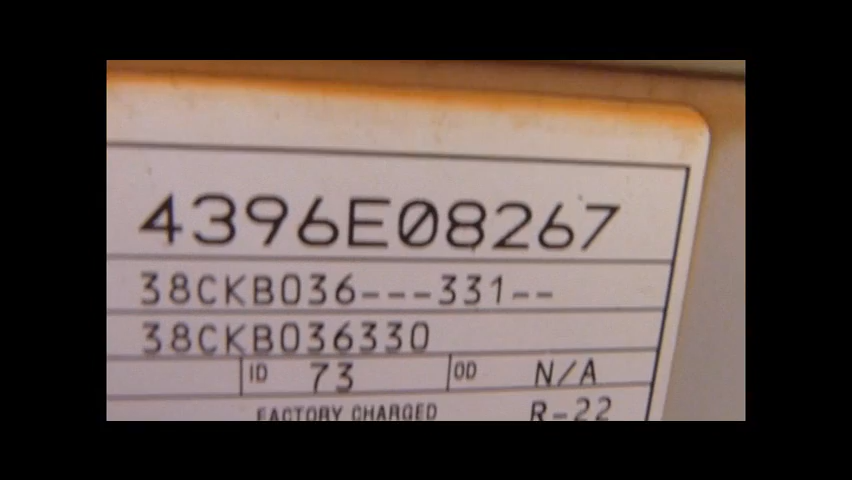 4396E08267
38CKB036---331--
38CKB036330
ID 73 OD N/A
FACTORY CHARGED R-22